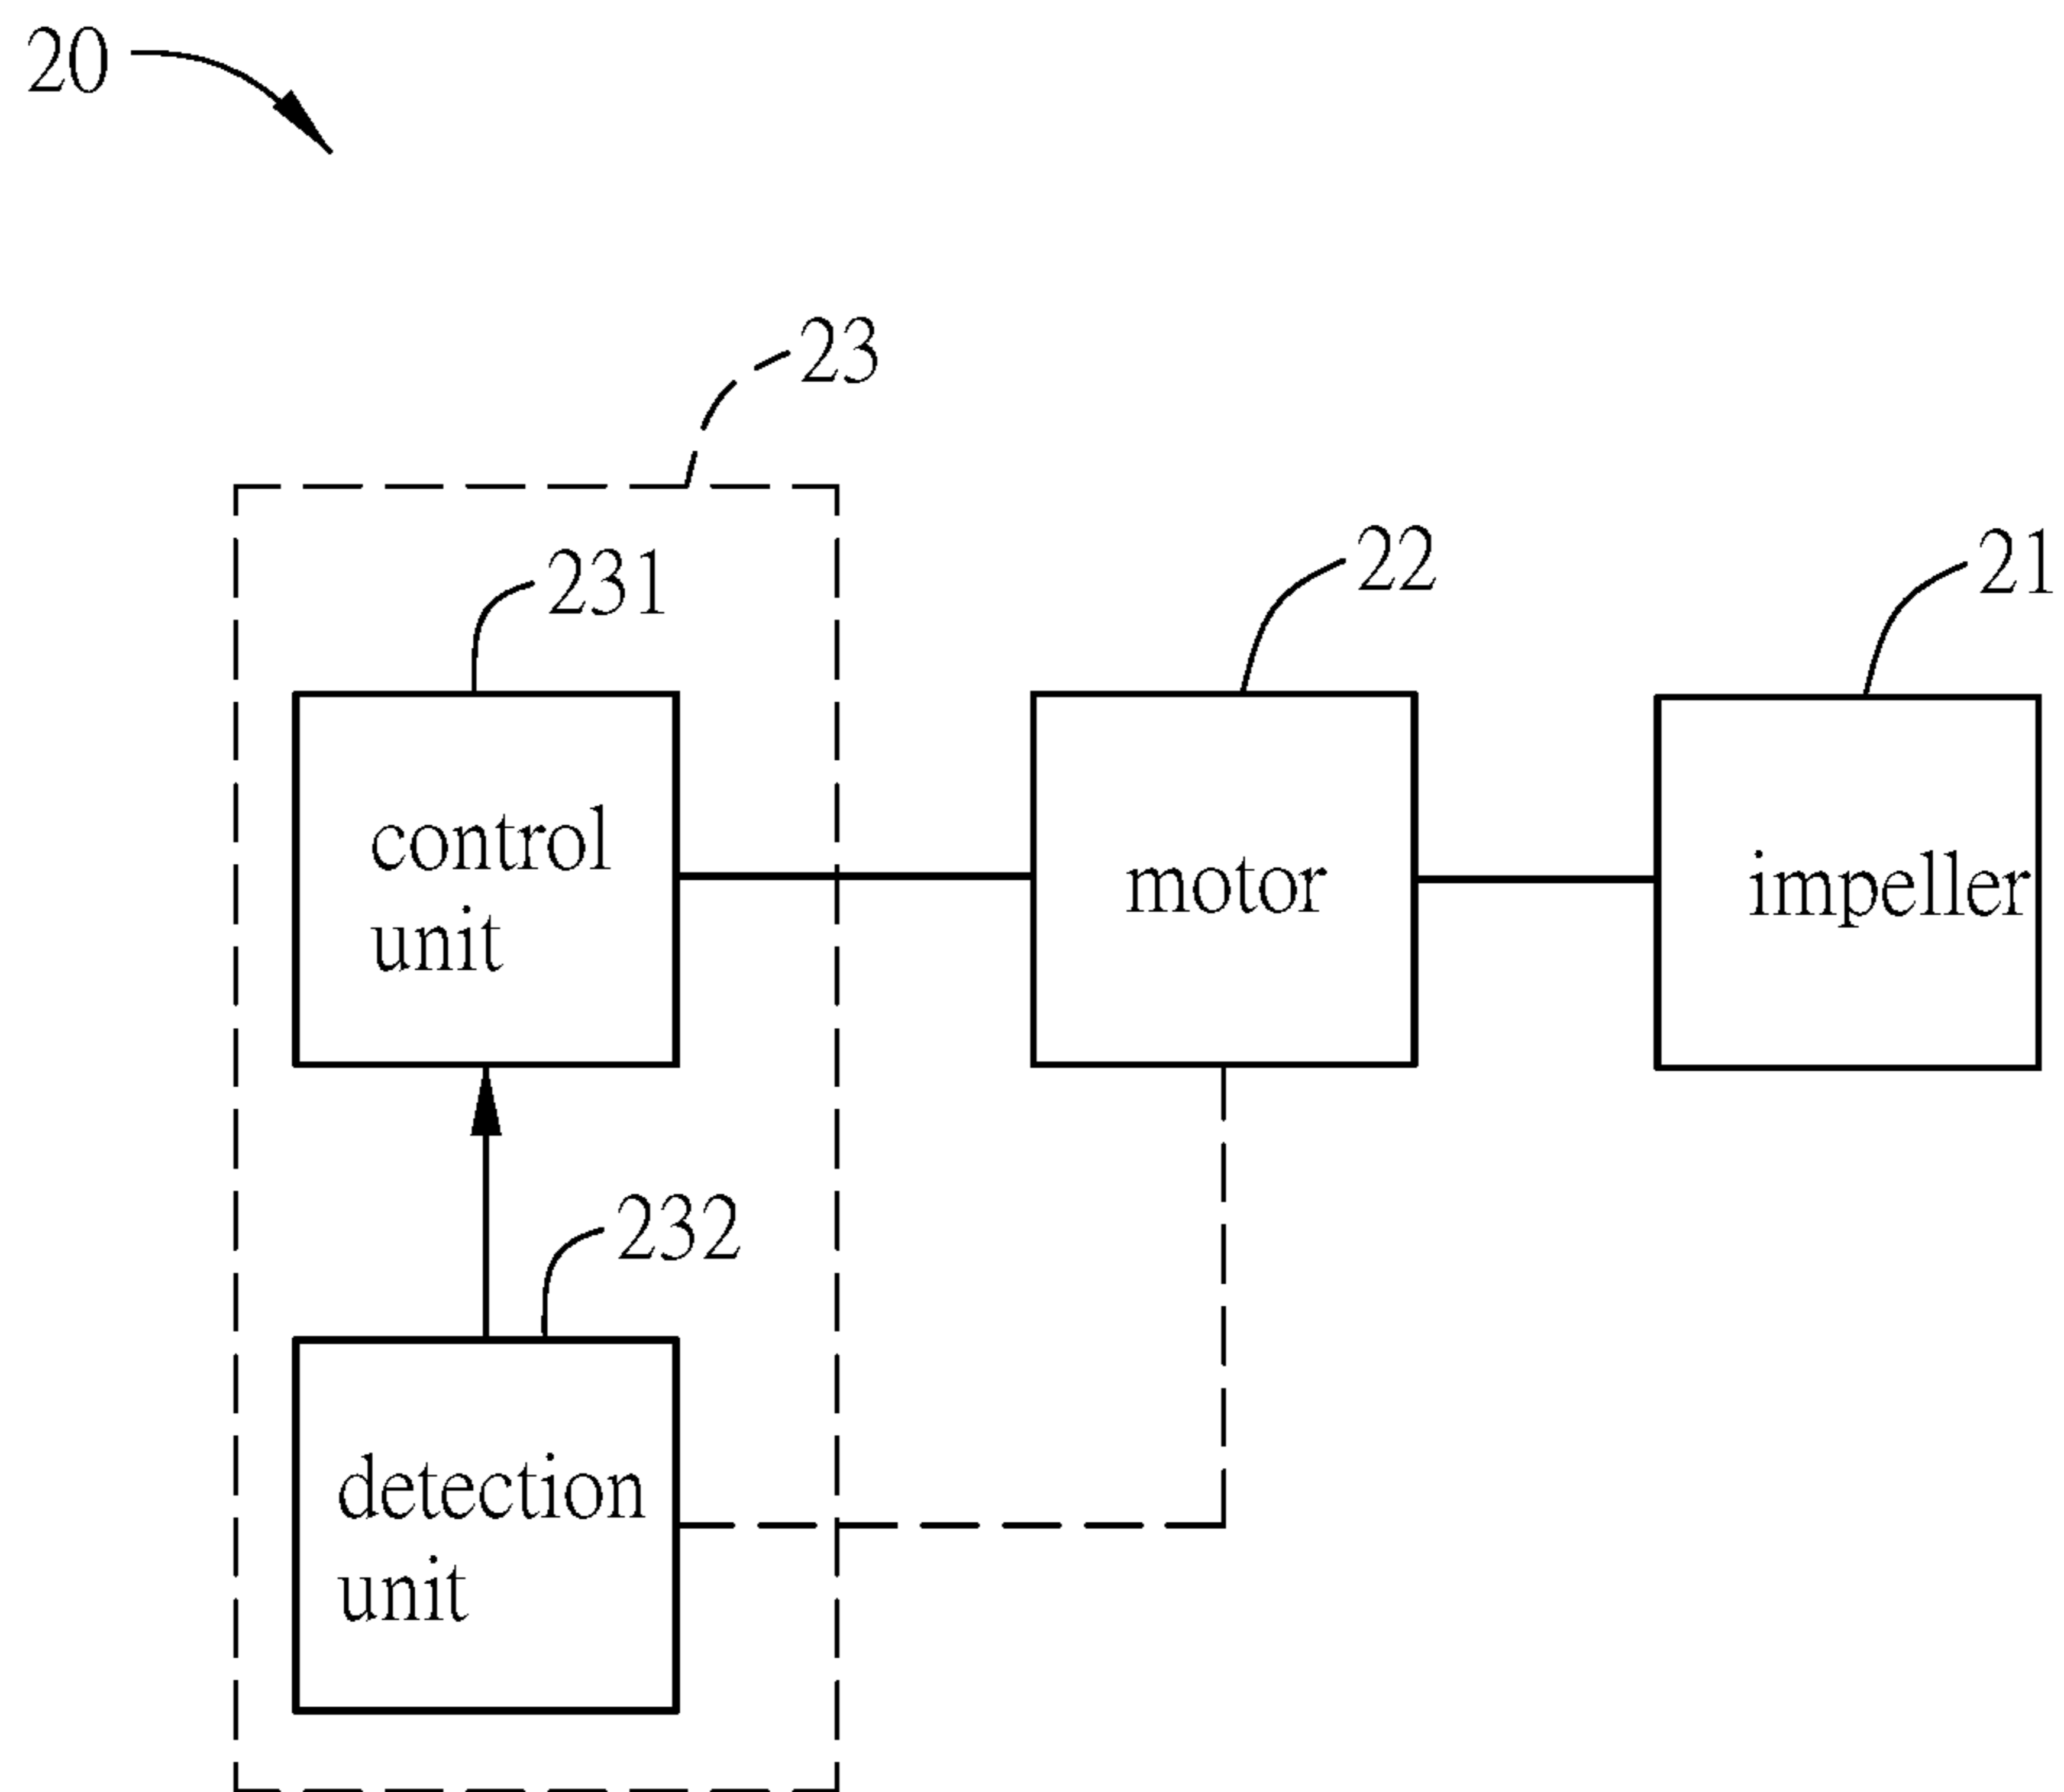 20
23
231
22
21
control
unit
motor
impeller
232
detection
unit